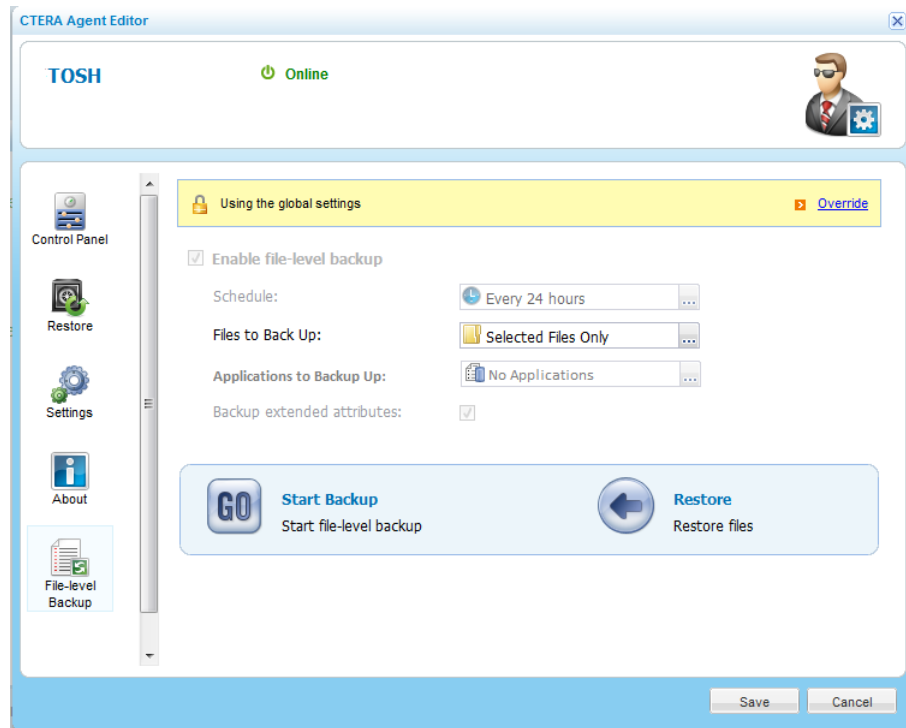 CTERA Agent Editor
TOSH
Online
Control Panel
Restore
Settings
About
File-level
Backup
Using the global settings
Override
Enable file-level backup
Schedule:
Every 24 hours
...
Files to Back Up:
Selected Files Only
...
Applications to Backup Up:
No Applications
...
Backup extended attributes:
GO
Start Backup
Start file-level backup
Restore
Restore files
Save
Cancel